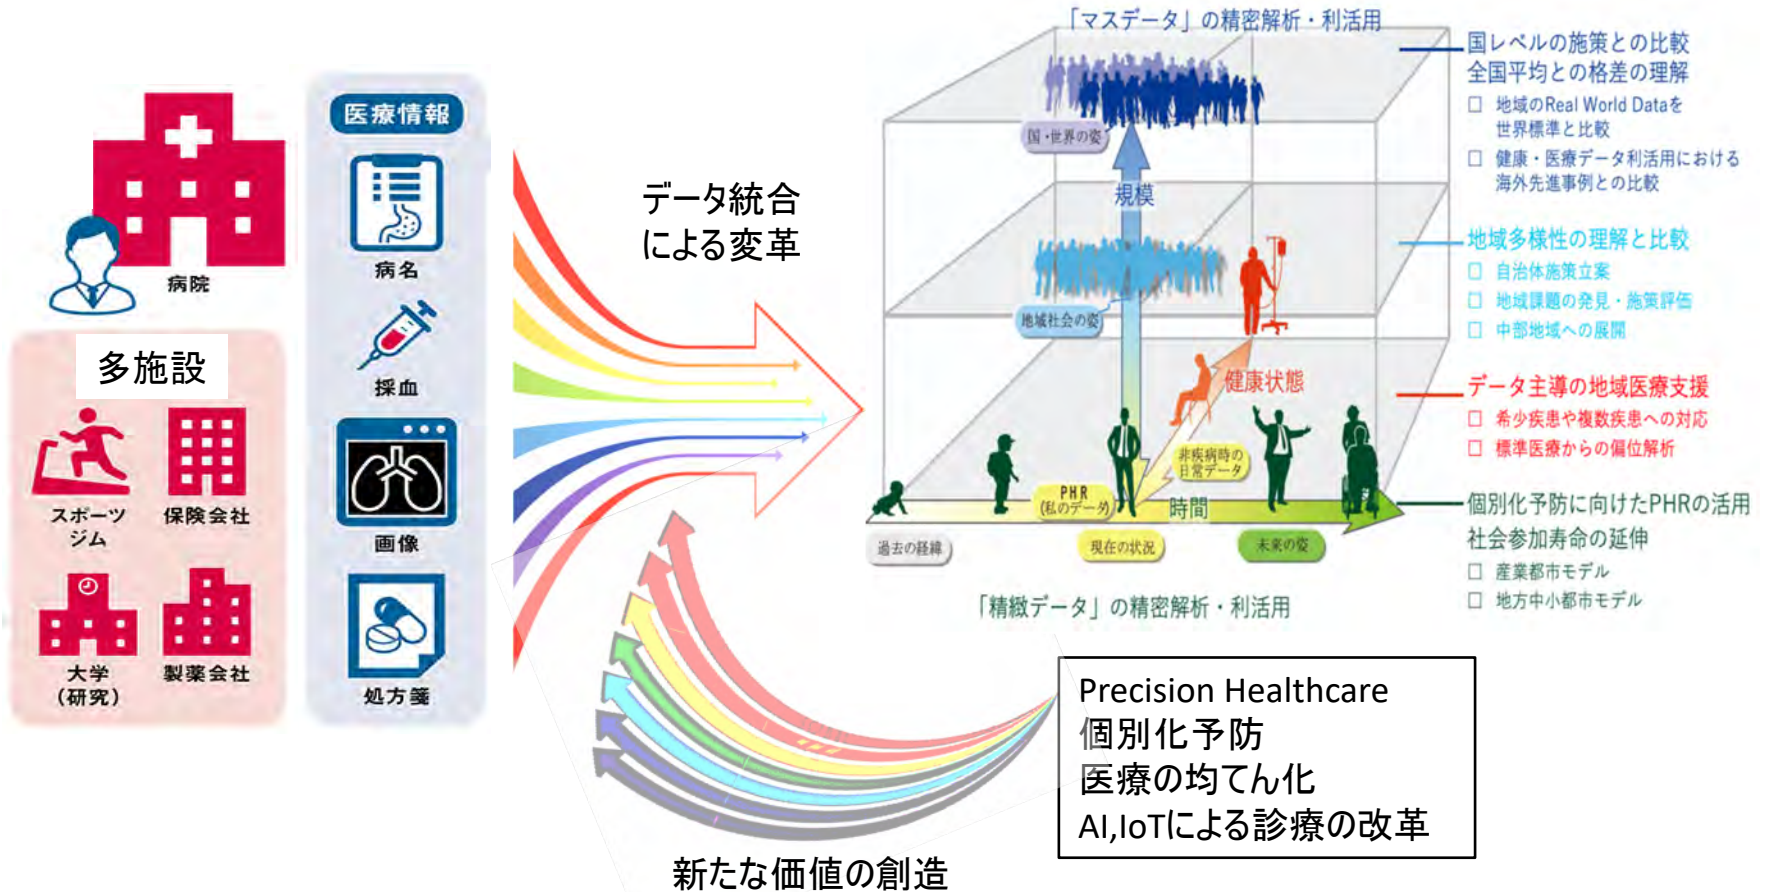 病院
多施設
スポーツ
ジム
保険会社
大学
(研究)
製薬会社
医療情報
病名
採血
画像
処方箋
データ統合
による変革
「マスデータ」の精密解析・利活用
国・世界の姿
規模
地域社会の姿
健康状態
非疾病時の
日常データ
PHR
(私のデータ)
時間
過去の経緯
現在の状況
未来の姿
「精緻データ」の精密解析・利活用
国レベルの施策との比較
全国平均との格差の理解
□ 地域のReal World Dataを
世界標準と比較
□ 健康・医療データ利活用における
海外先進事例との比較
地域多様性の理解と比較
□ 自治体施策立案
□ 地域課題の発見・施策評価
□ 中部地域への展開
データ主導の地域医療支援
□ 希少疾患や複数疾患への対応
□ 標準医療からの偏位解析
個別化予防に向けたPHRの活用
社会参加寿命の延伸
□ 産業都市モデル
□ 地方中小都市モデル
Precision Healthcare
個別化予防
医療の均てん化
AI,IoTによる診療の改革
新たな価値の創造